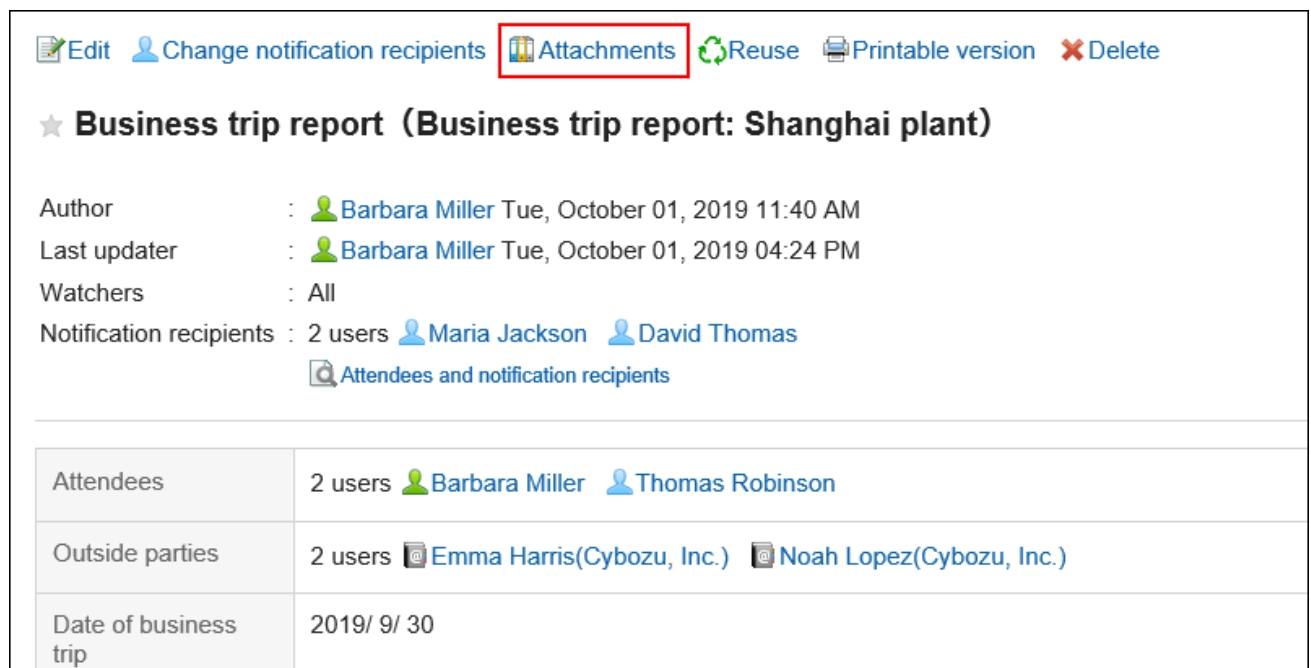 Edit Change notification recipients Attachments Reuse Printable version Delete
Business trip report（Business trip report: Shanghai plant）
Author : Barbara Miller Tue, October 01, 2019 11:40 AM
Last updater : Barbara Miller Tue, October 01, 2019 04:24 PM
Watchers : All
Notification recipients : 2 users Maria Jackson David Thomas
Attendees and notification recipients
Attendees 2 users Barbara Miller Thomas Robinson
Outside parties 2 users Emma Harris(Cybozu, Inc.) Noah Lopez(Cybozu, Inc.)
Date of business 2019/ 9/ 30
trip